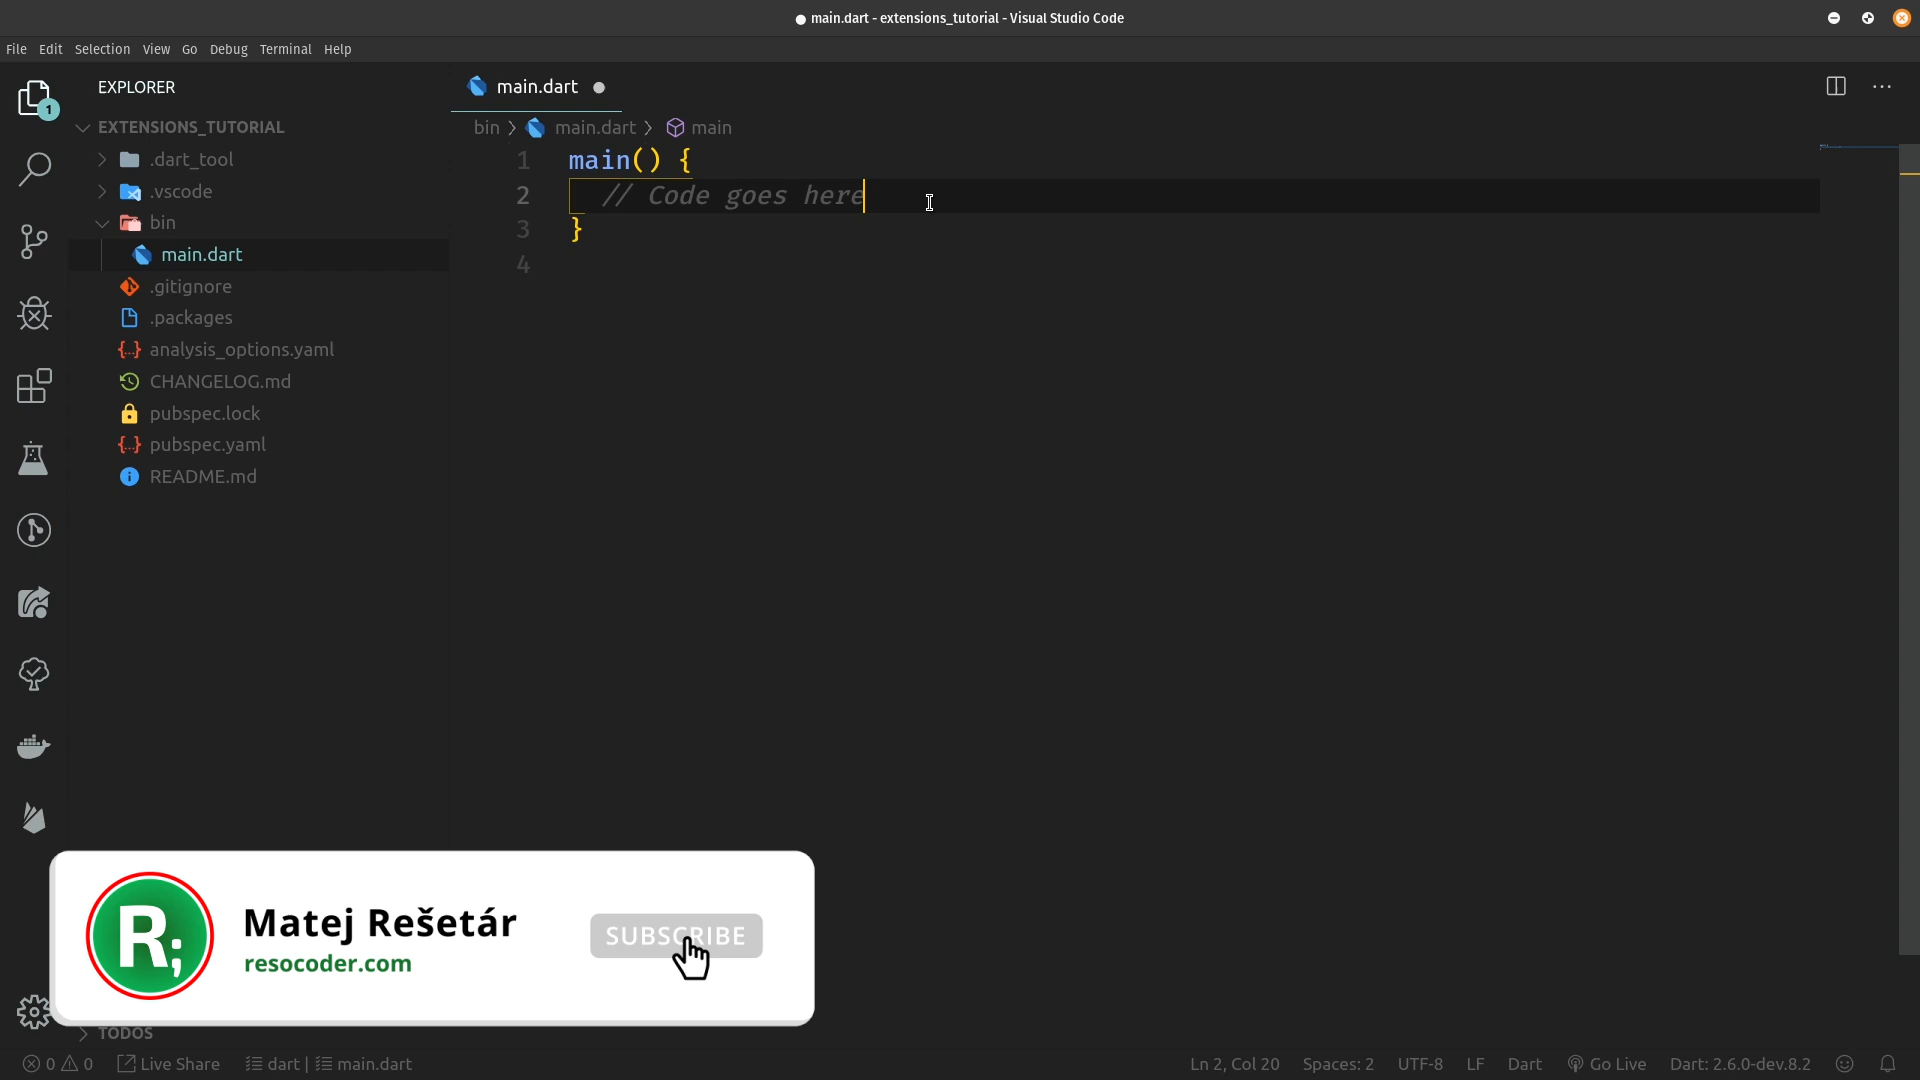 ● main.dart - extensions_tutorial - Visual Studio Code
File Edit Selection View Go Debug Terminal Help
1
EXPLORER
EXTENSIONS_TUTORIAL
.dart_tool
.vscode
bin
main.dart
.gitignore
.packages
analysis_options.yaml
CHANGELOG.md
pubspec.lock
pubspec.yaml
README.md
main.dart ●
bin > main.dart > main
1 main() {
2 // Code goes here
3 }
4
R;
Matej Rešetár
resocoder.com
SUBSCRIBE
TODOS
0 0 Live Share dart | main.dart Ln 2, Col 20 Spaces: 2 UTF-8 LF Dart Go Live Dart: 2.6.0-dev.8.2